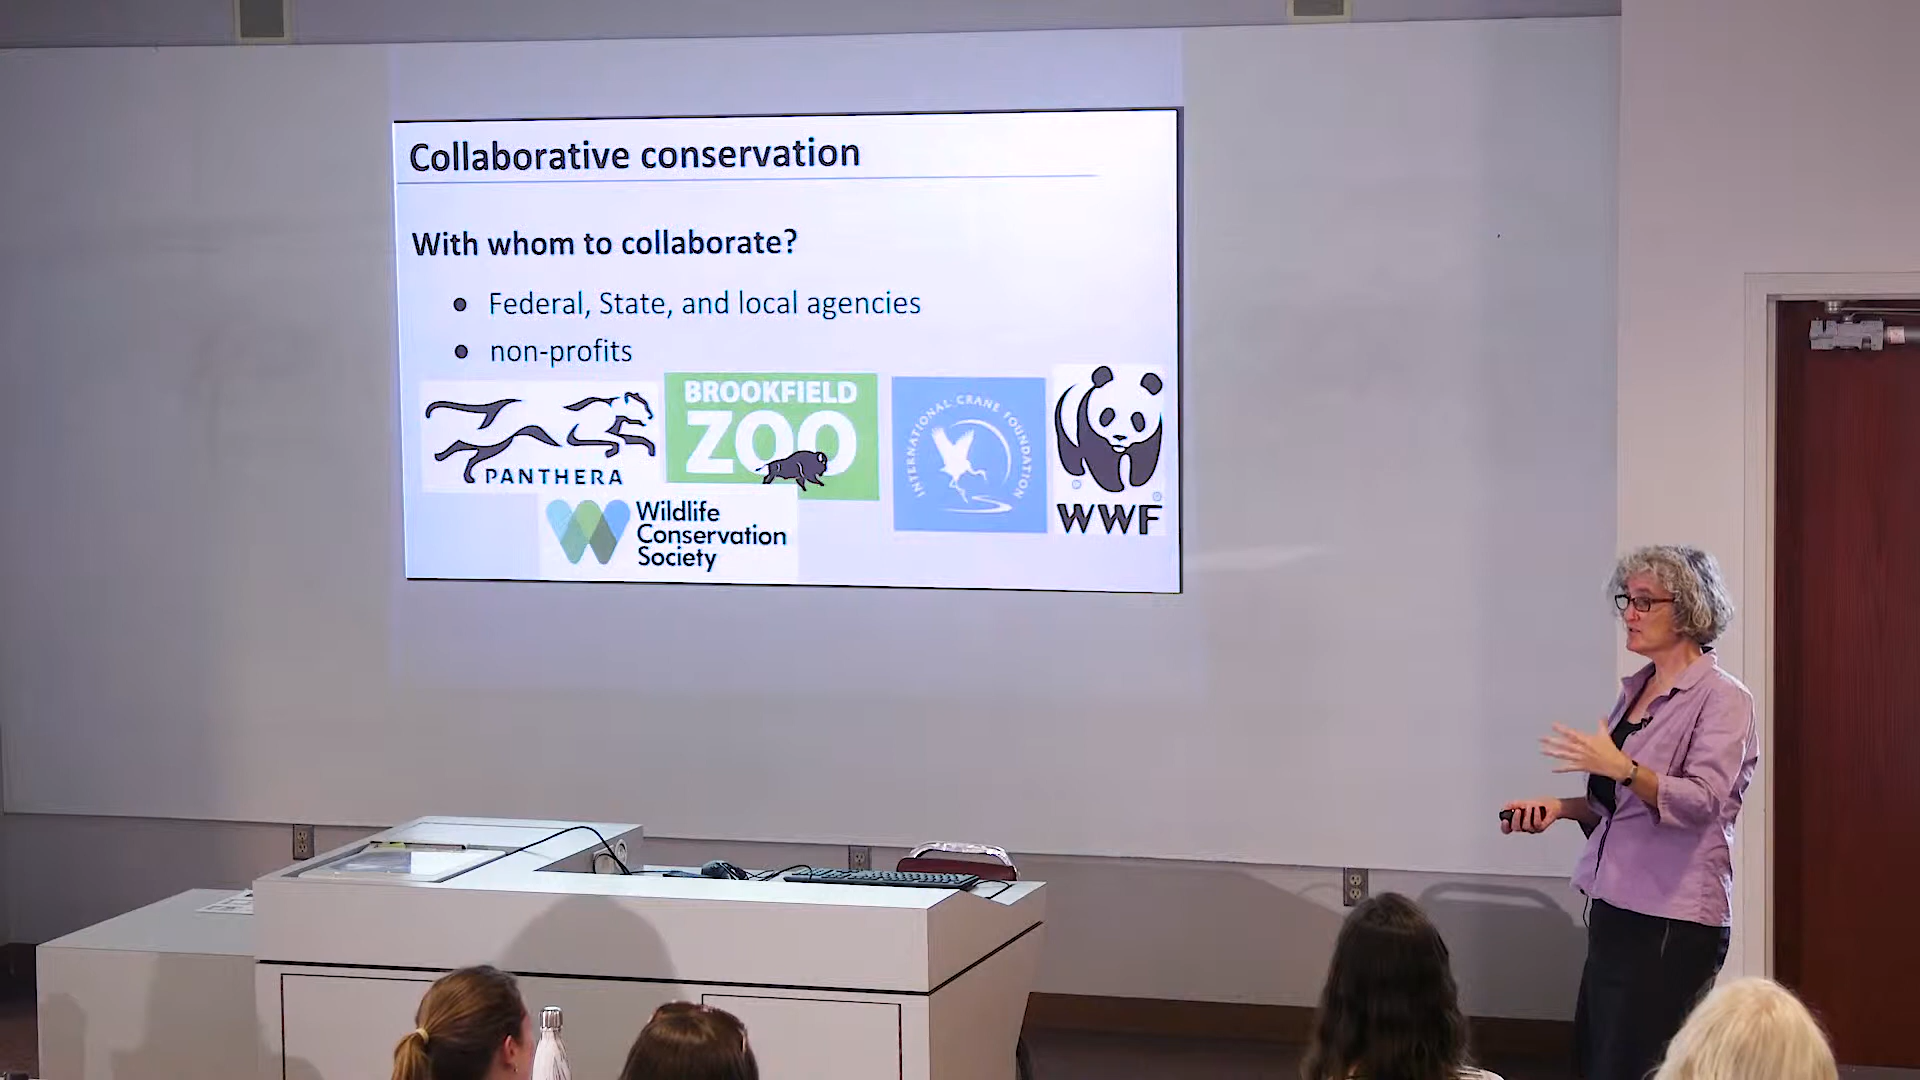 Collaborative conservation
With whom to collaborate?
● Federal, State, and local agencies
● non-profits
PANTHERA
BROOKFIELD
ZOO
INTERNATIONAL CRANE FOUNDATION
©
®
WWF
Wildlife
Conservation
Society